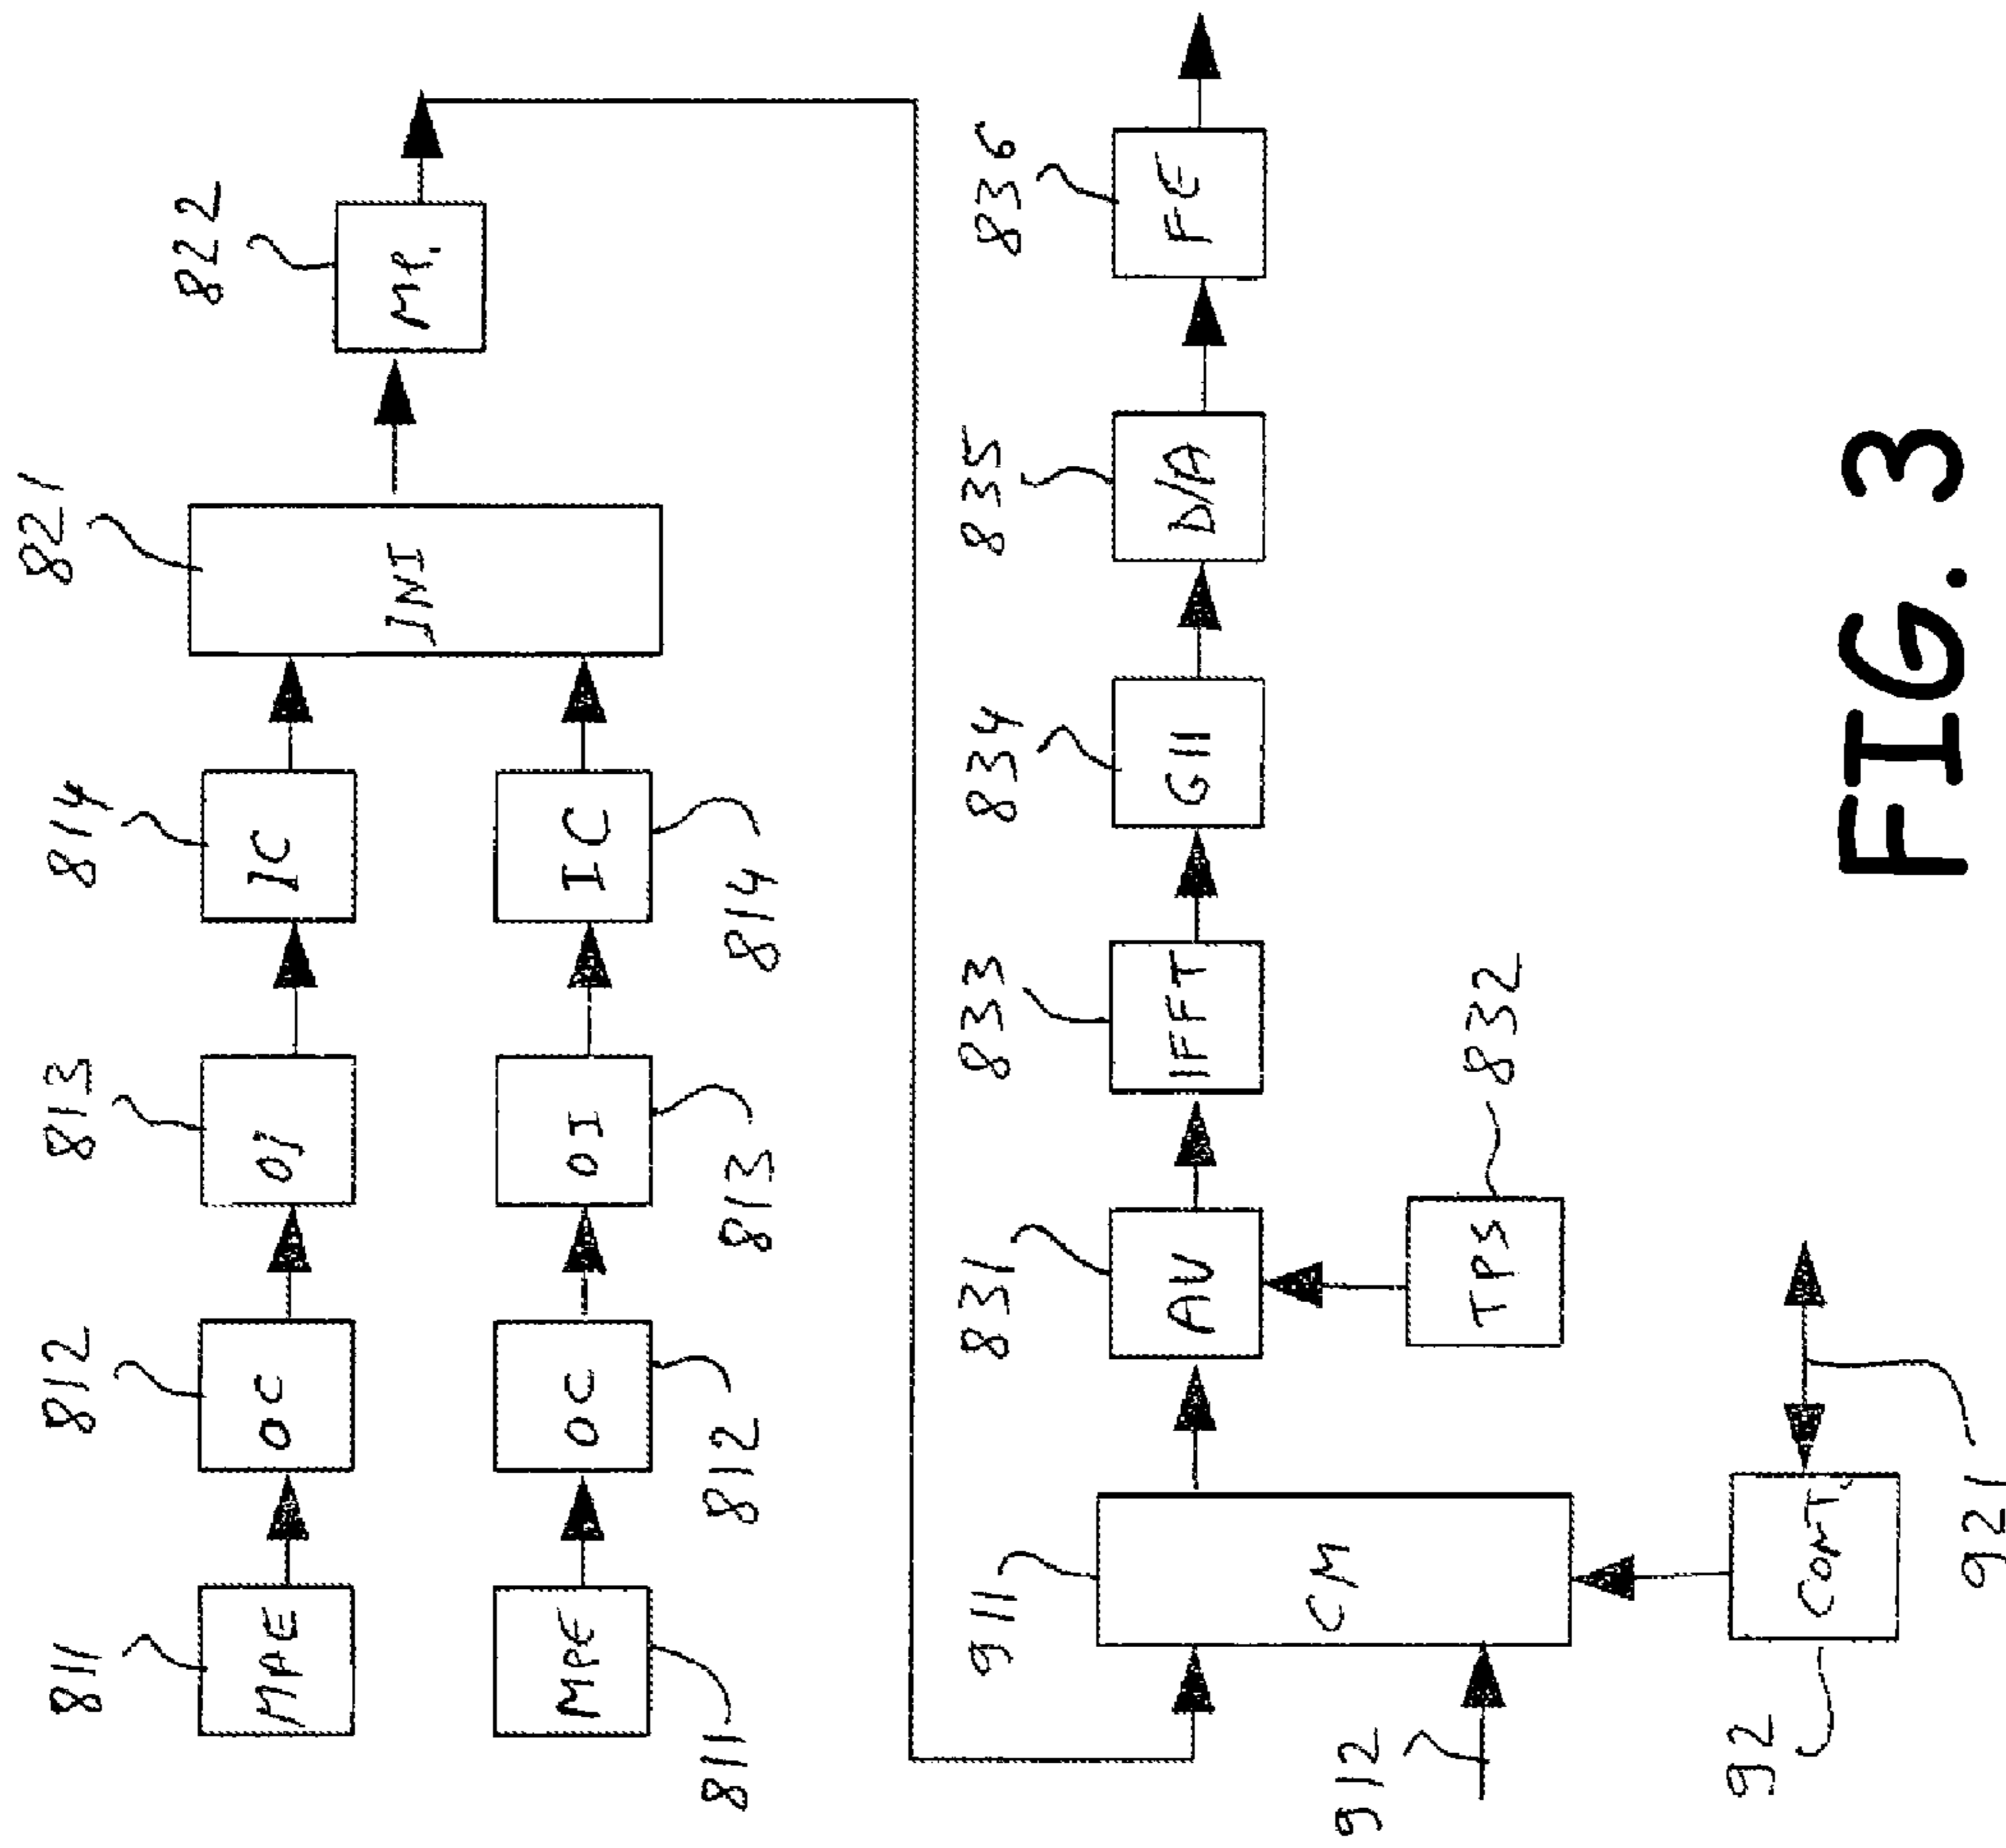 811
812
813
814
821
822
MAE
OC
OI
IC
INI
MP.
MPE
OC
OI
IC
811
812
813
814
911
831
833
834
835
836
CM
AV
IFFT
GII
D/A
FE
912
TPS
832
CONT.
92
921
FIG. 3